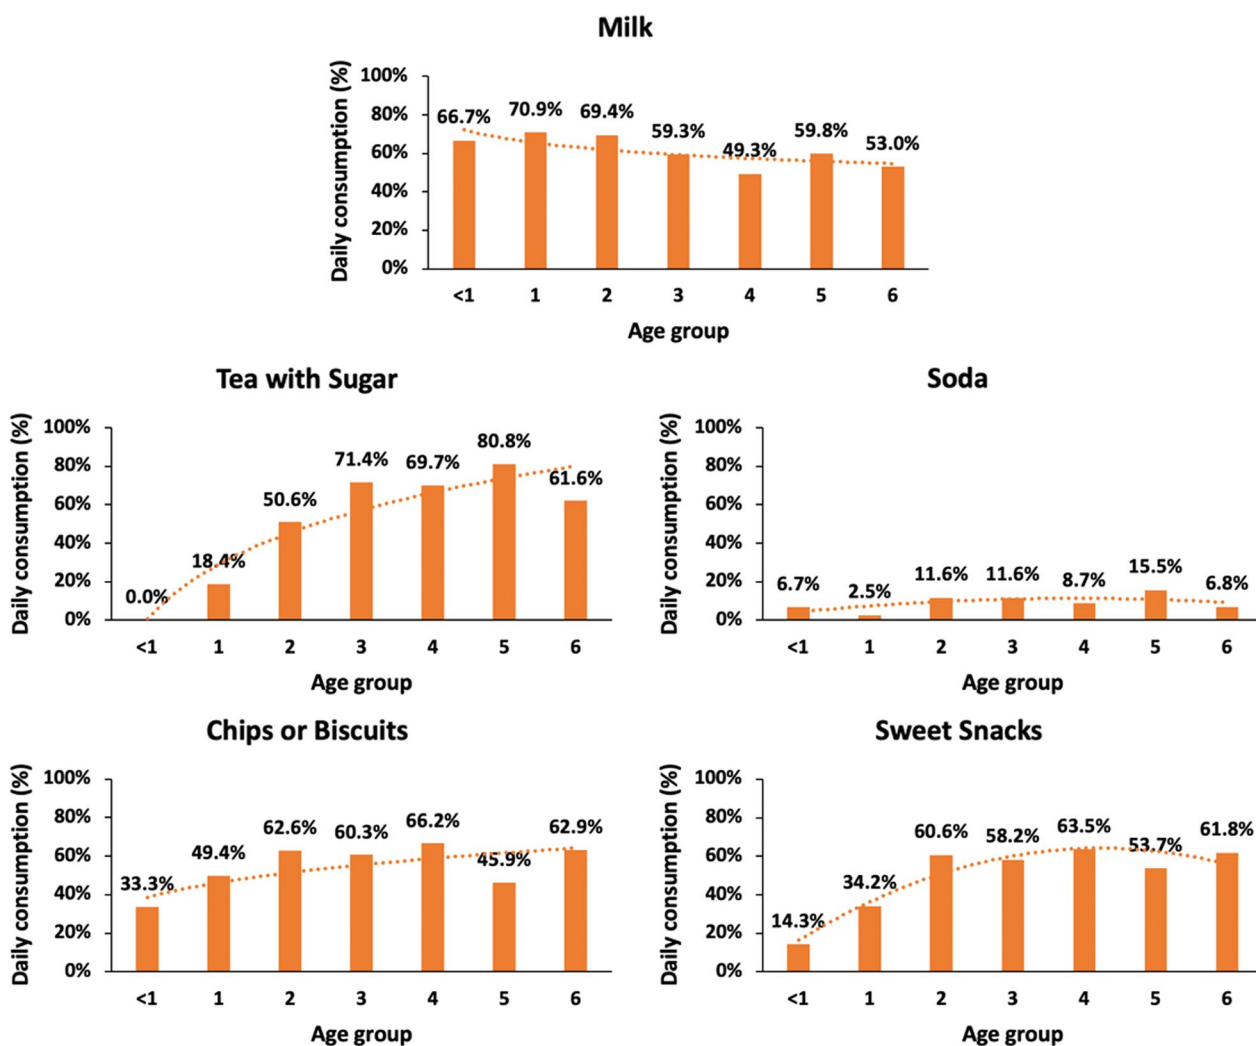 Milk
Daily consumption (%)
100%
80%
60%
40%
20%
0%
66.7% 70.9% 69.4% 59.3% 49.3% 59.8% 53.0%
<1 1 2 3 4 5 6
Age group
Tea with Sugar
Daily consumption (%)
100%
80%
60%
40%
20%
0%
0.0% 18.4% 50.6% 71.4% 69.7% 80.8% 61.6%
<1 1 2 3 4 5 6
Age group
Soda
Daily consumption (%)
100%
80%
60%
40%
20%
0%
6.7% 2.5% 11.6% 11.6% 8.7% 15.5% 6.8%
<1 1 2 3 4 5 6
Age group
Chips or Biscuits
Daily consumption (%)
100%
80%
60%
40%
20%
0%
33.3% 49.4% 62.6% 60.3% 66.2% 45.9% 62.9%
<1 1 2 3 4 5 6
Age group
Sweet Snacks
Daily consumption (%)
100%
80%
60%
40%
20%
0%
14.3% 34.2% 60.6% 58.2% 63.5% 53.7% 61.8%
<1 1 2 3 4 5 6
Age group